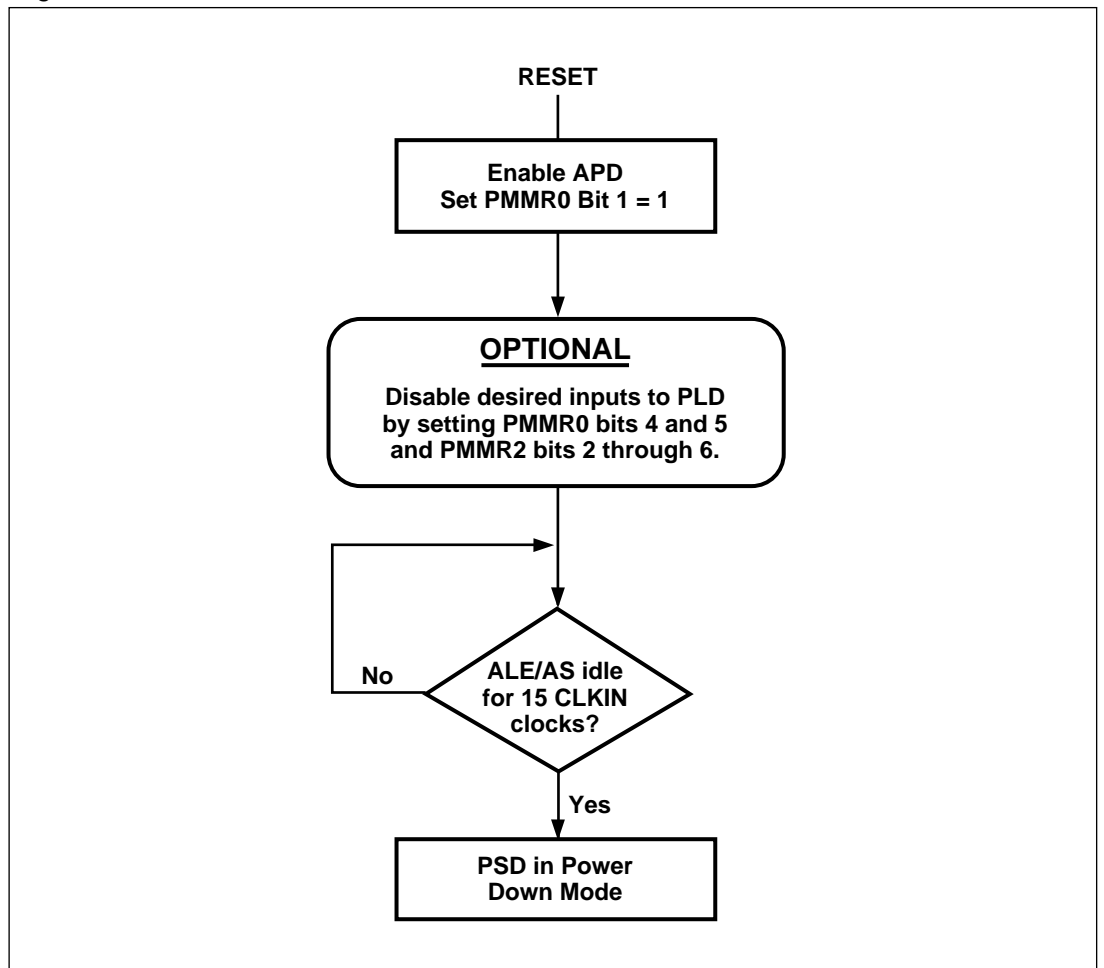 RESET
Enable APD
Set PMMR0 Bit 1 = 1
OPTIONAL
Disable desired inputs to PLD
by setting PMMR0 bits 4 and 5
and PMMR2 bits 2 through 6.
No
ALE/AS idle
for 15 CLKIN
clocks?
Yes
PSD in Power
Down Mode